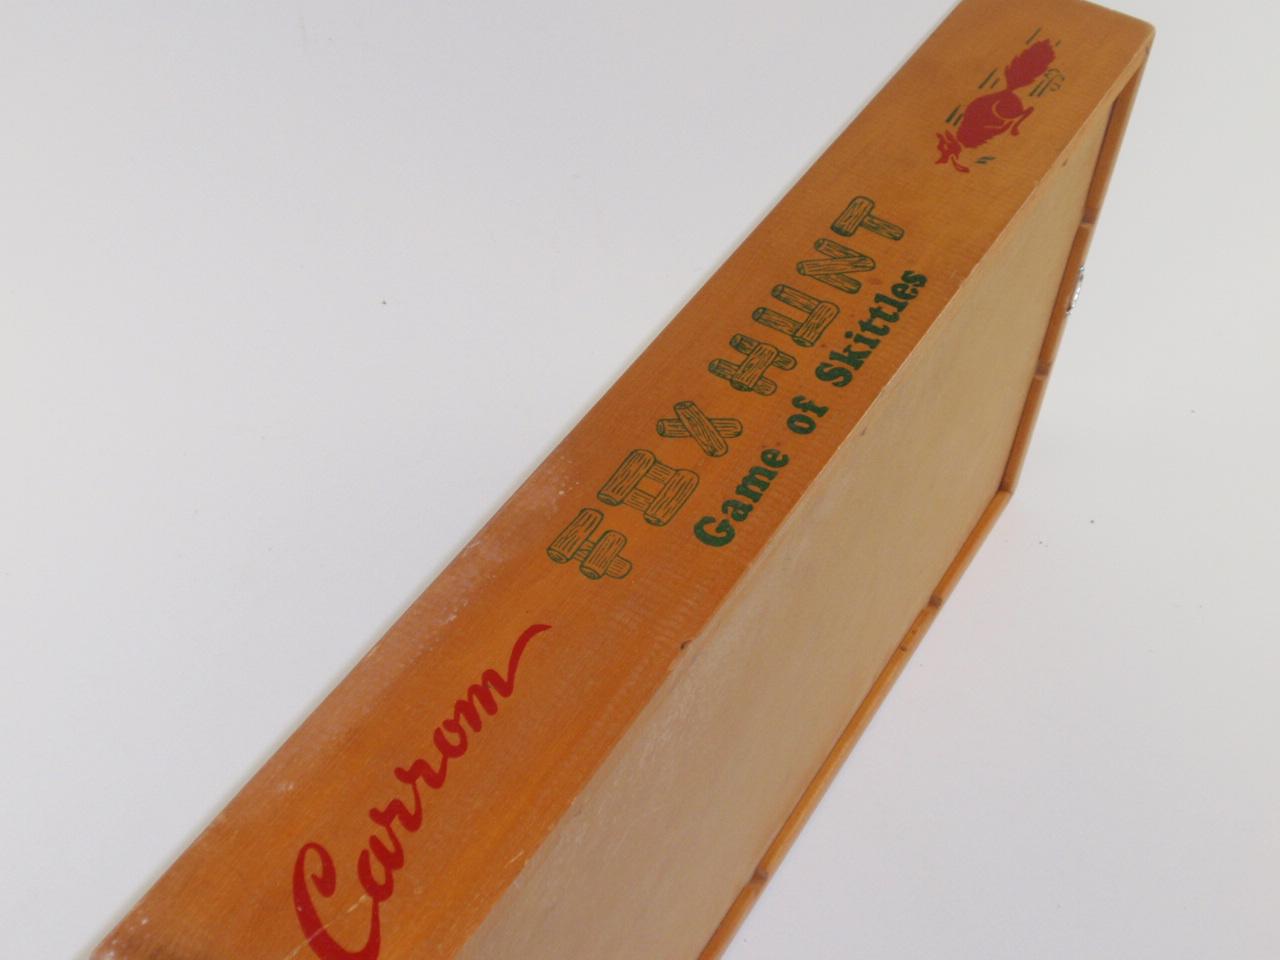 Carrom
FOX HUNT
Game of Skittles